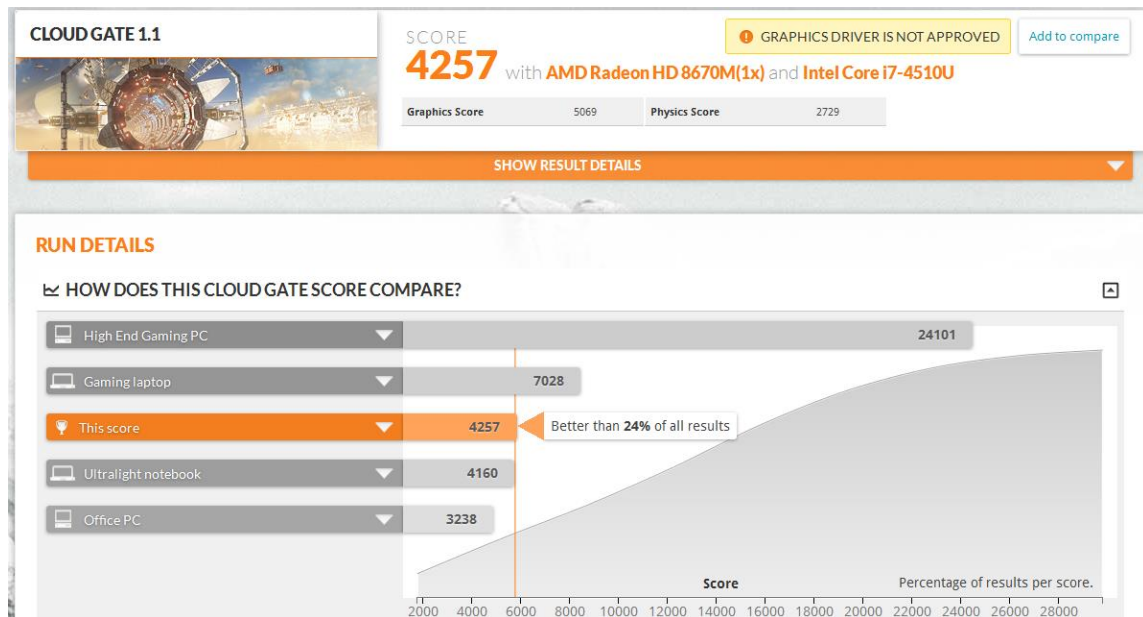 CLOUD GATE 1.1
SCORE
GRAPHICS DRIVER IS NOT APPROVED
Add to compare
4257 with AMD Radeon HD 8670M(1x) and Intel Core i7-4510U
Graphics Score 5069 Physics Score 2729
SHOW RESULT DETAILS
RUN DETAILS
HOW DOES THIS CLOUD GATE SCORE COMPARE?
High End Gaming PC 24101
Gaming laptop 7028
This score 4257 Better than 24% of all results
Ultralight notebook 4160
Office PC 3238
Score Percentage of results per score.
2000 4000 6000 8000 10000 12000 14000 16000 18000 20000 22000 24000 26000 28000